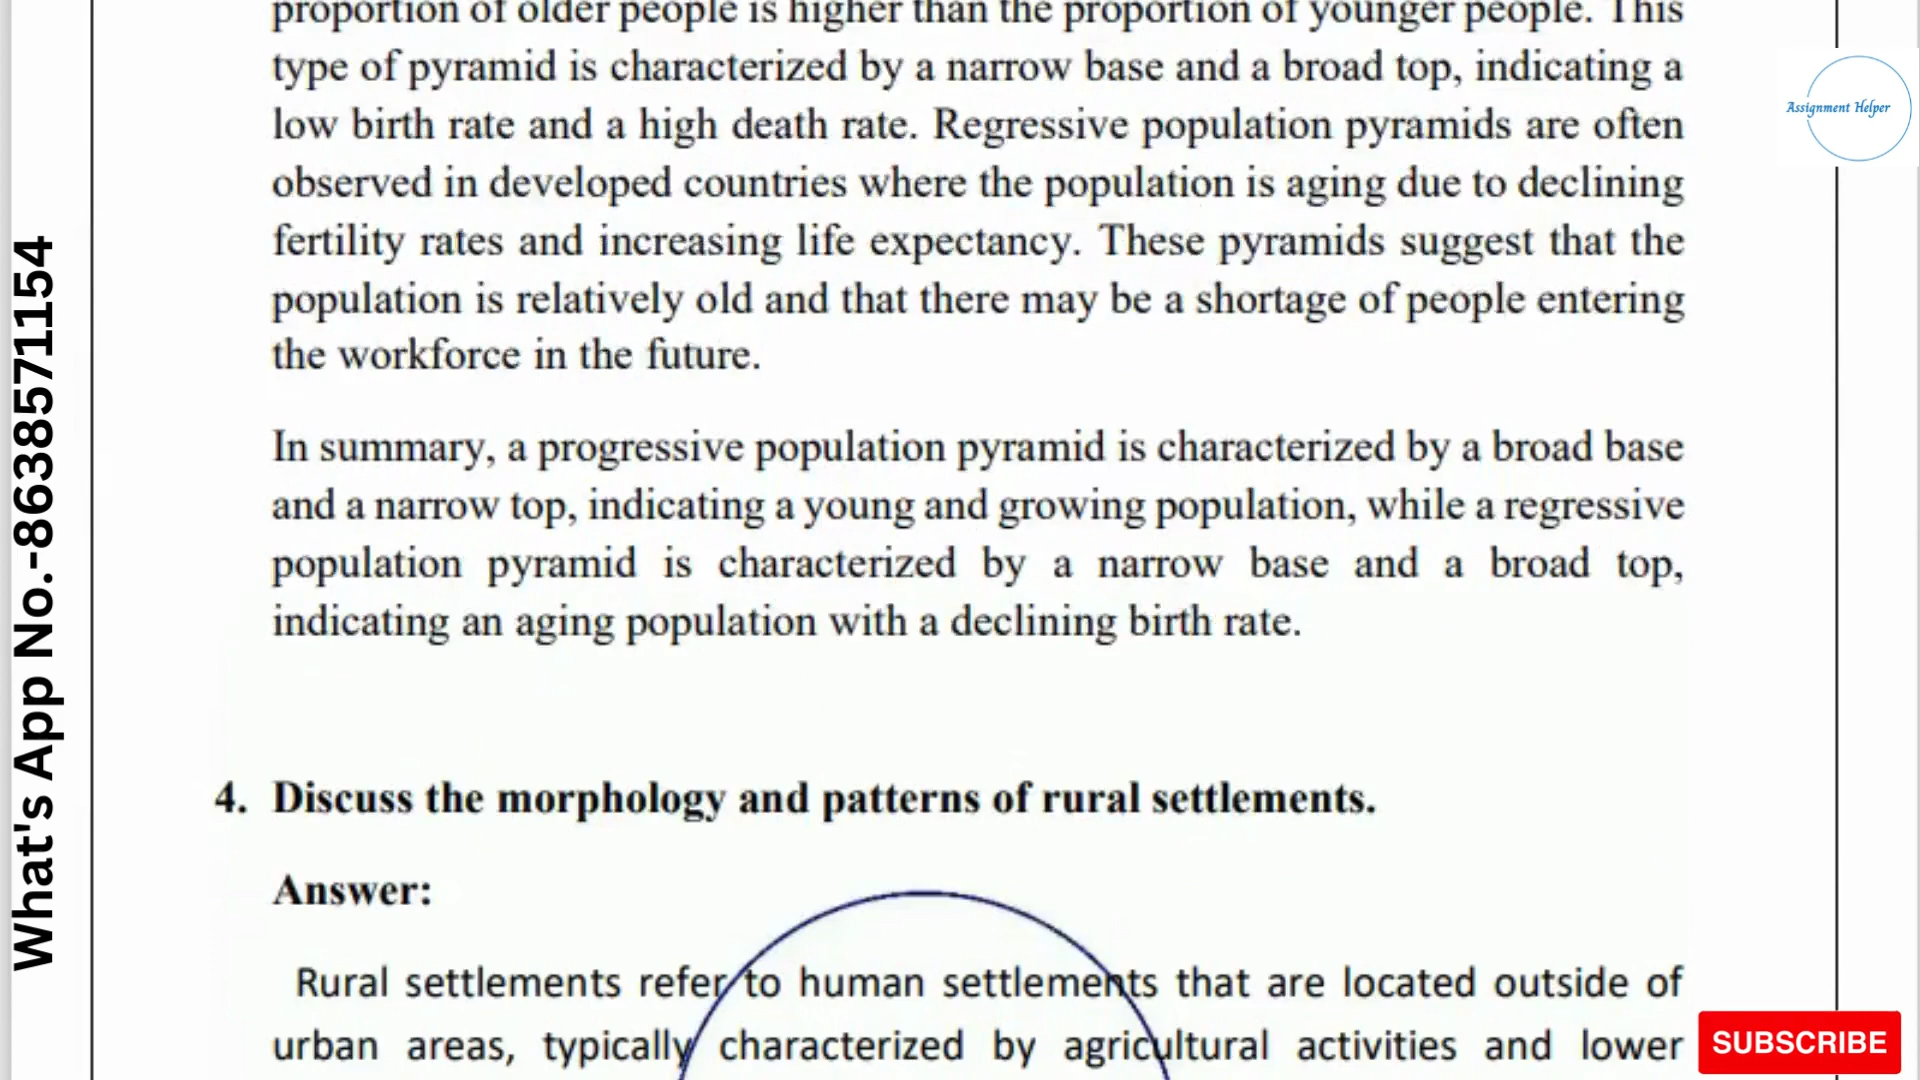 proportion of older people is higher than the proportion of younger people. This
type of pyramid is characterized by a narrow base and a broad top, indicating a
low birth rate and a high death rate. Regressive population pyramids are often
observed in developed countries where the population is aging due to declining
fertility rates and increasing life expectancy. These pyramids suggest that the
population is relatively old and that there may be a shortage of people entering
the workforce in the future.
In summary, a progressive population pyramid is characterized by a broad base
and a narrow top, indicating a young and growing population, while a regressive
population pyramid is characterized by a narrow base and a broad top,
indicating an aging population with a declining birth rate.
4. Discuss the morphology and patterns of rural settlements.
Answer:
Rural settlements refer to human settlements that are located outside of
urban areas, typically characterized by agricultural activities and lower
What's App No.-8638571154
Assignment Helper
SUBSCRIBE